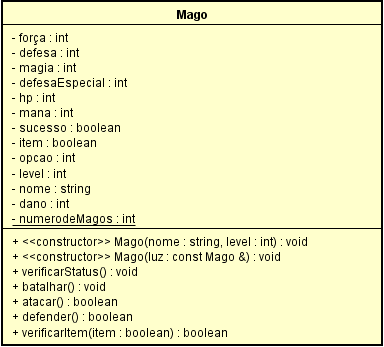 Mago
- força : int
- defesa : int
- magia : int
- defesaEspecial : int
- hp : int
- mana : int
- sucesso : boolean
- item : boolean
- opcao : int
- level : int
- nome : string
- dano : int
- numerodeMagos : int
+ <<constructor>> Mago(nome : string, level : int) : void
+ <<constructor>> Mago(luz : const Mago &) : void
+ verificarStatus() : void
+ batalhar() : void
+ atacar() : boolean
+ defender() : boolean
+ verificarItem(item : boolean) : boolean